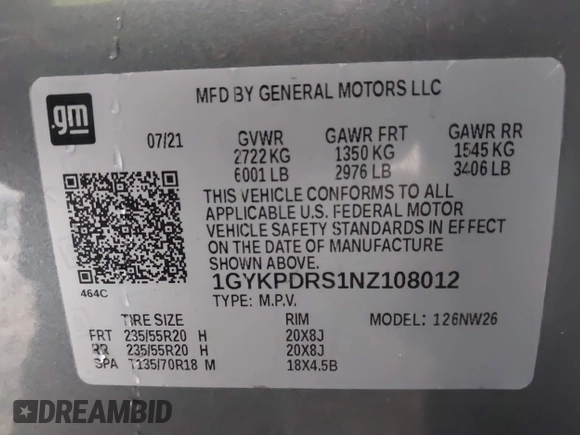 gm
MFD BY GENERAL MOTORS LLC
07/21 GVWR GAWR FRT GAWR RR
2722 KG 1350 KG 1545 KG
6001 LB 2976 LB 3406 LB
THIS VEHICLE CONFORMS TO ALL
APPLICABLE U.S. FEDERAL MOTOR
VEHICLE SAFETY STANDARDS IN EFFECT
ON THE DATE OF MANUFACTURE
SHOWN ABOVE.
1GYKPDRS1NZ108012
464C
TYPE: M.P.V.
TIRE SIZE RIM MODEL: 126NW26
FRT 235/55R20 H 20X8J
RR 235/55R20 H 20X8J
SPA T135/70R18 M 18X4.5B
DREAMBID